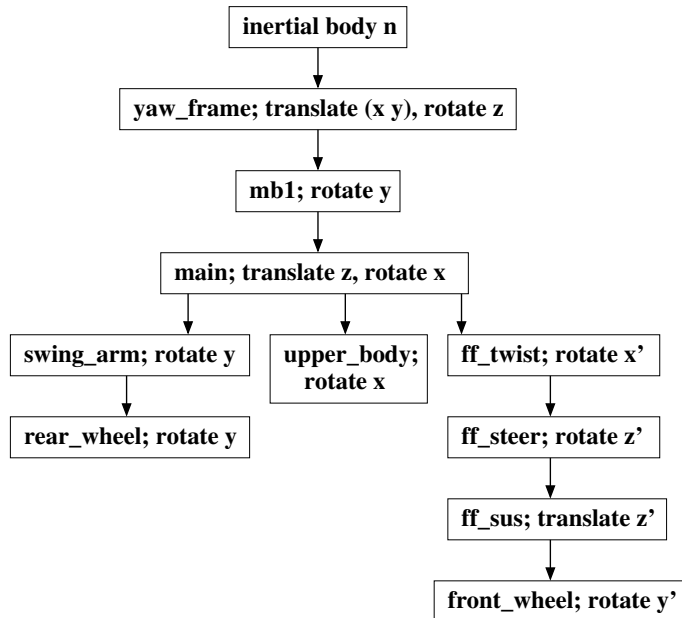 inertial body n
yaw_frame; translate (x y), rotate z
mb1; rotate y
main; translate z, rotate x
swing_arm; rotate y
upper_body;
rotate x
ff_twist; rotate x’
rear_wheel; rotate y
ff_steer; rotate z’
ff_sus; translate z’
front_wheel; rotate y’